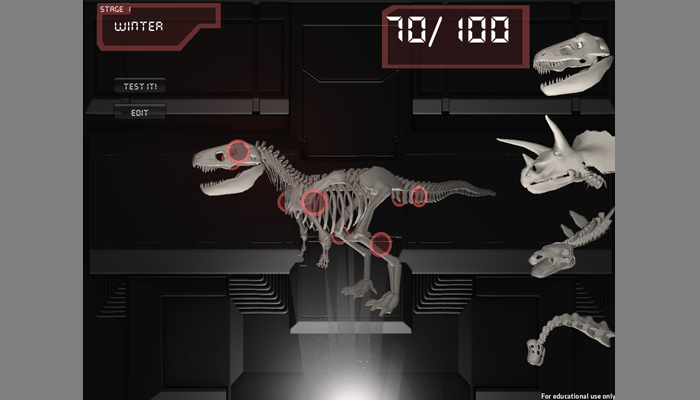 STAGE 1
WINTER
70/100
TEST IT!
EDIT
For educational use only